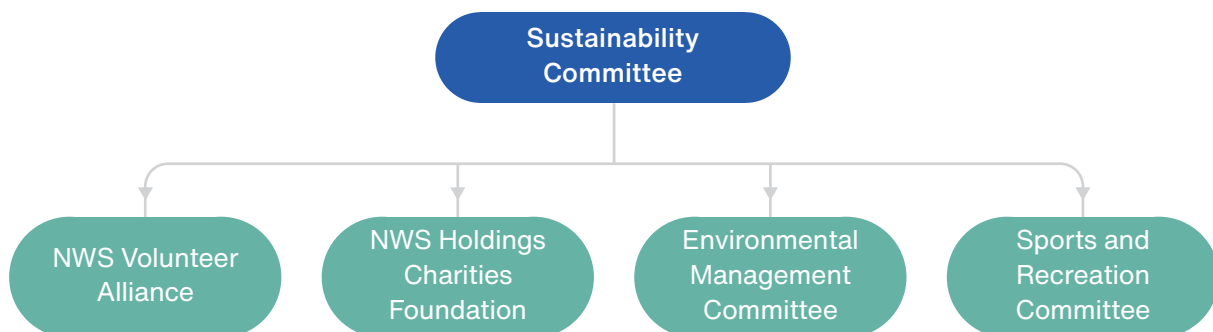 Sustainability
Committee
NWS Volunteer
Alliance
NWS Holdings
Charities
Foundation
Environmental
Management
Committee
Sports and
Recreation
Committee